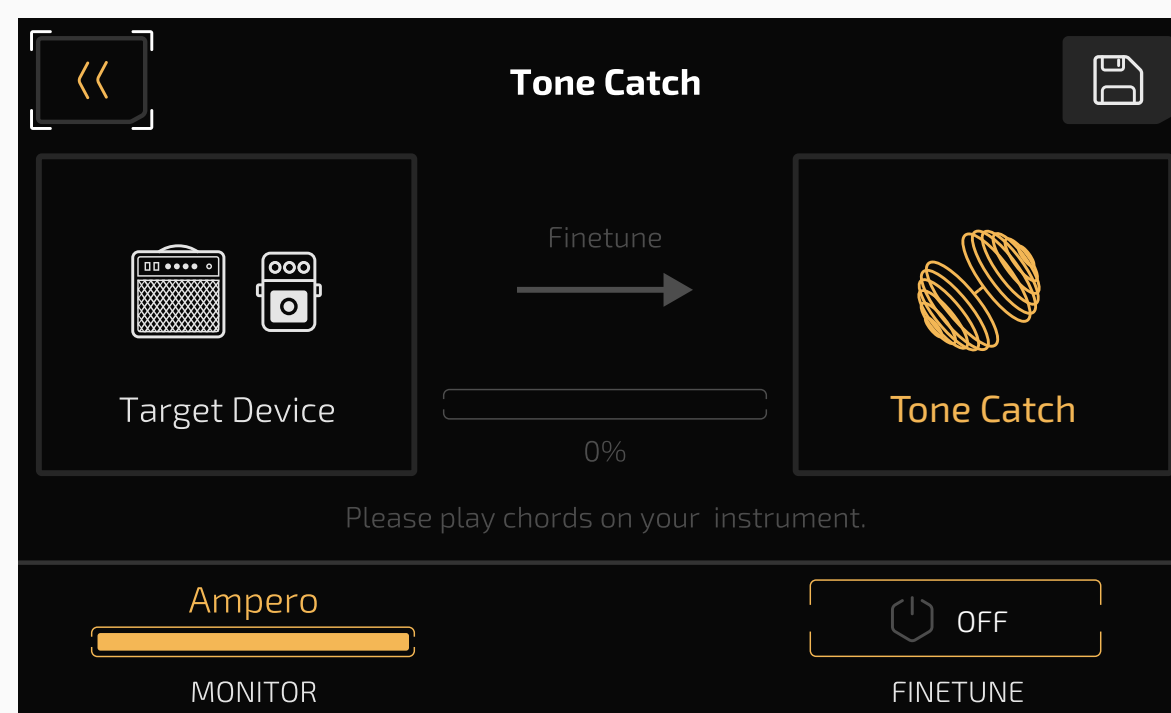 Tone Catch
Finetune
Target Device
Tone Catch
0%
Please play chords on your instrument.
Ampero
OFF
MONITOR
FINETUNE